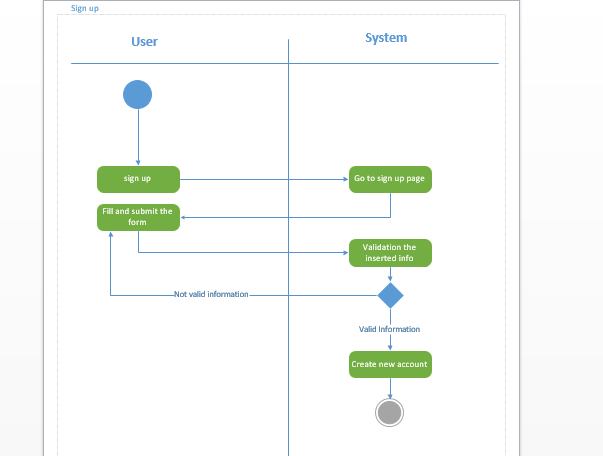 Sign up
User
System
sign up
Go to sign up page
Fill and submit the
form
Validation the
inserted info
Not valid information
Valid Information
Create new account